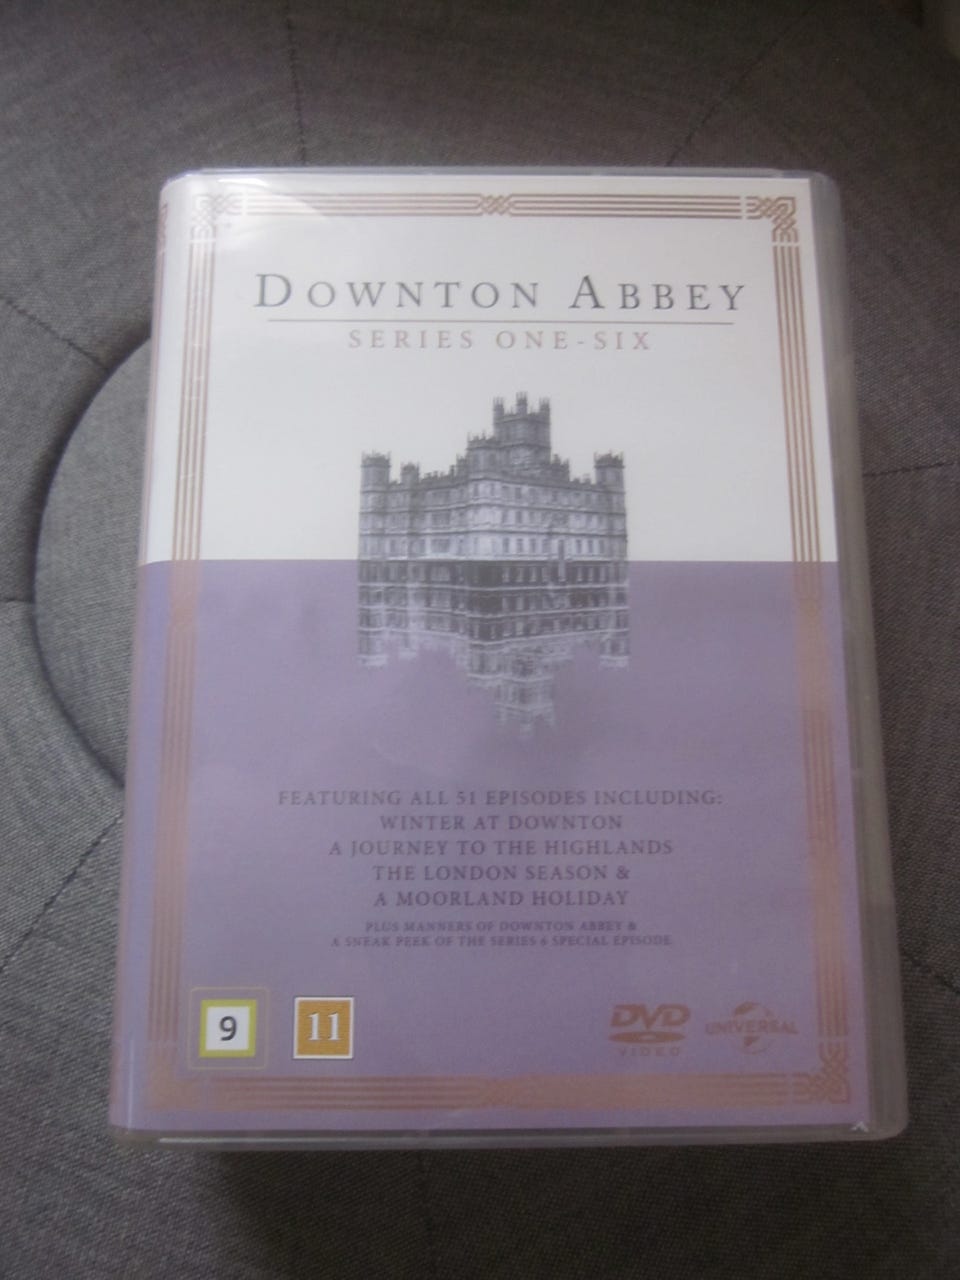 DOWNTON ABBEY
SERIES ONE-SIX
FEATURING ALL 51 EPISODES INCLUDING:
WINTER AT DOWNTON
A JOURNEY TO THE HIGHLANDS
THE LONDON SEASON &
A MOORLAND HOLIDAY
PLUS MANNERS OF DOWNTON ABBEY &
A SNEAK PEEK OF THE SERIES 6 SPECIAL EPISODE
9 11 DVD VIDEO UNIVERSAL